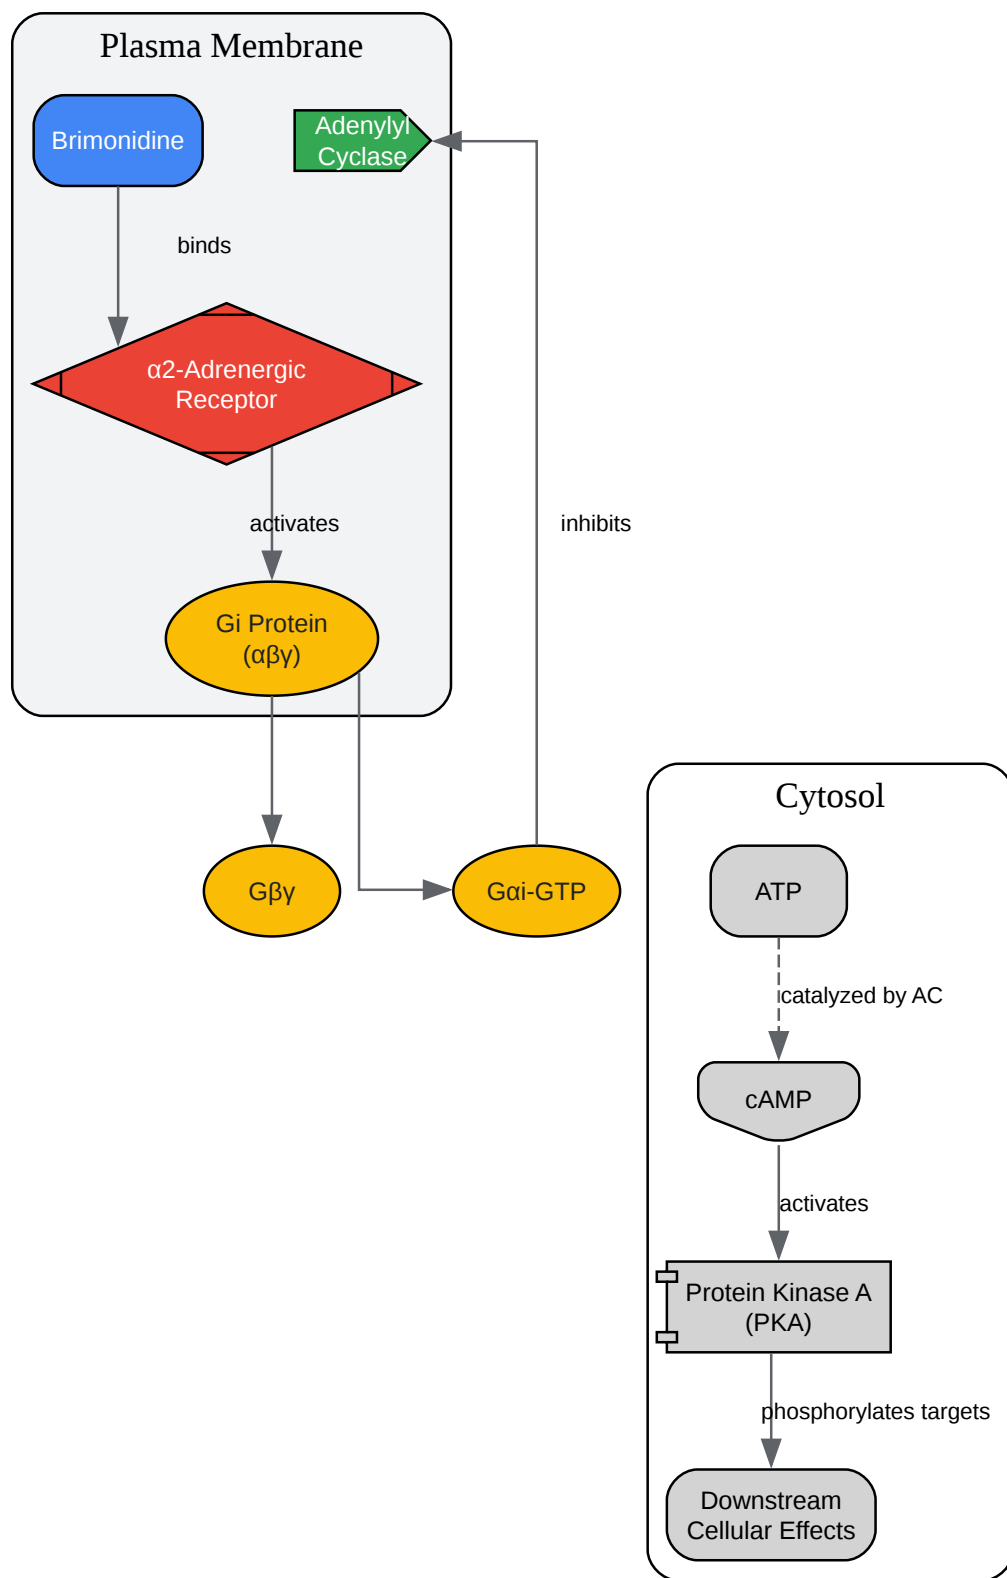 Plasma Membrane
Brimonidine
Adenylyl
Cyclase
binds
α2-Adrenergic
Receptor
activates
inhibits
Gi Protein
(αβγ)
Gβγ
Gαi-GTP
Cytosol
ATP
catalyzed by AC
cAMP
activates
Protein Kinase A
(PKA)
phosphorylates targets
Downstream
Cellular Effects